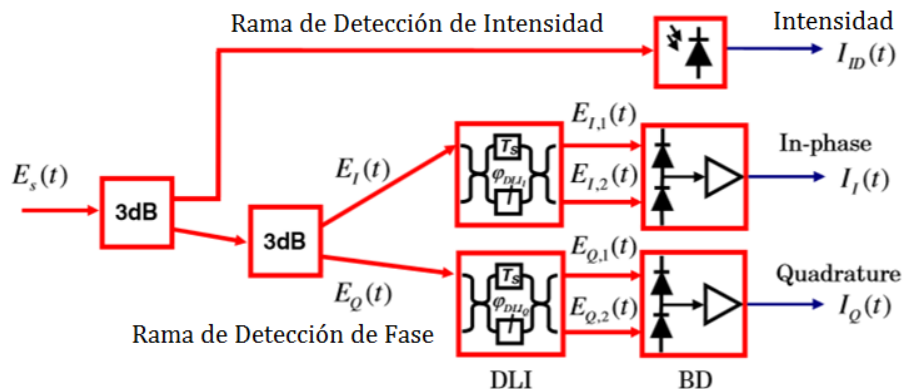 Rama de Detección de Intensidad
Intensidad
I_ID(t)
E_s(t)
3dB
3dB
E_I(t)
E_Q(t)
T_S
φ_DLI_I
E_I,1(t)
E_I,2(t)
In-phase
I_I(t)
T_S
φ_DLI_Q
E_Q,1(t)
E_Q,2(t)
Quadrature
I_Q(t)
Rama de Detección de Fase
DLI
BD